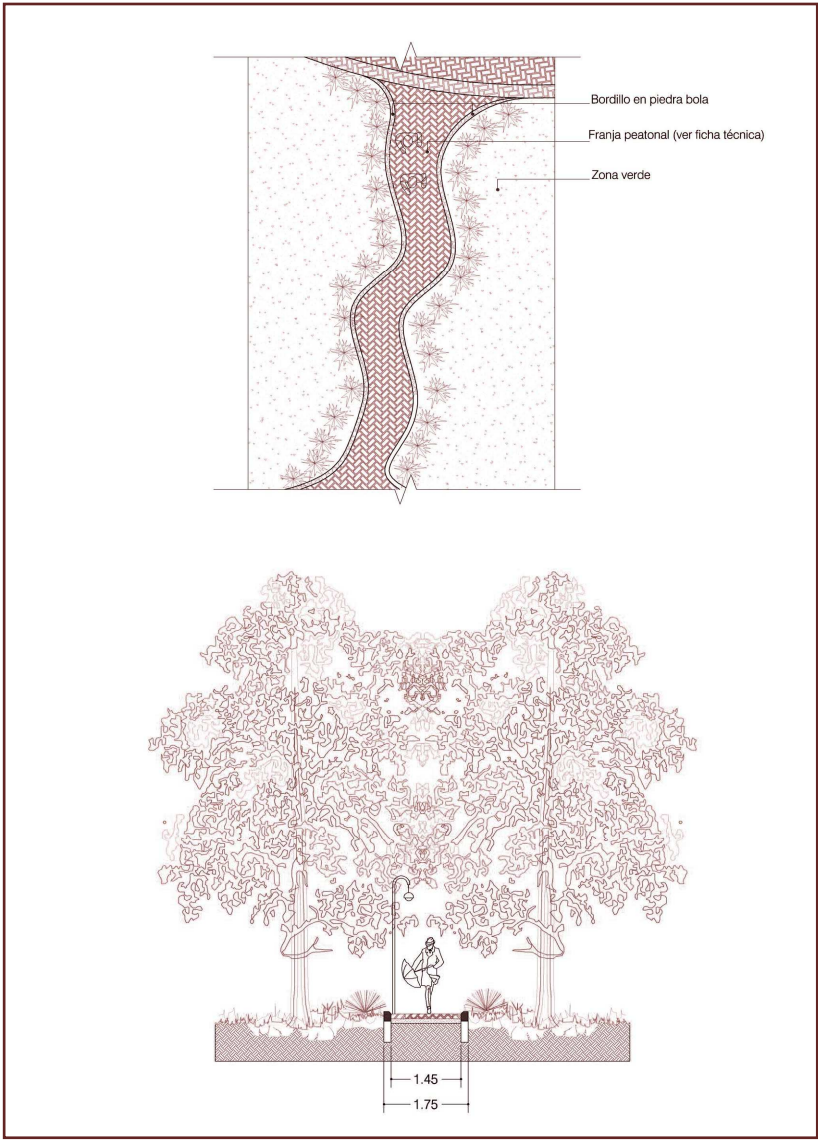 Bordillo en piedra bola
Franja peatonal (ver ficha técnica)
Zona verde
1.45
1.75